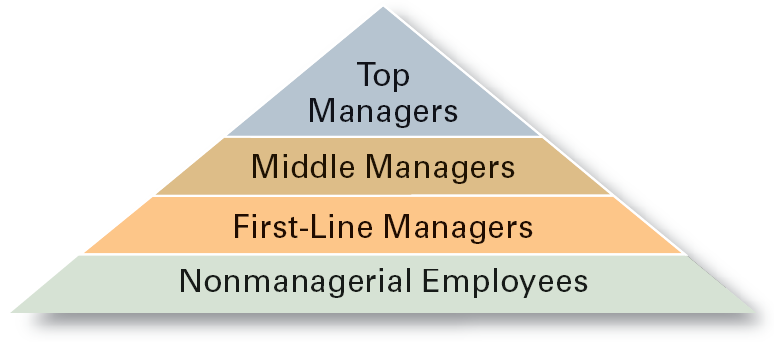 Top
Managers
Middle Managers
First-Line Managers
Nonmanagerial Employees